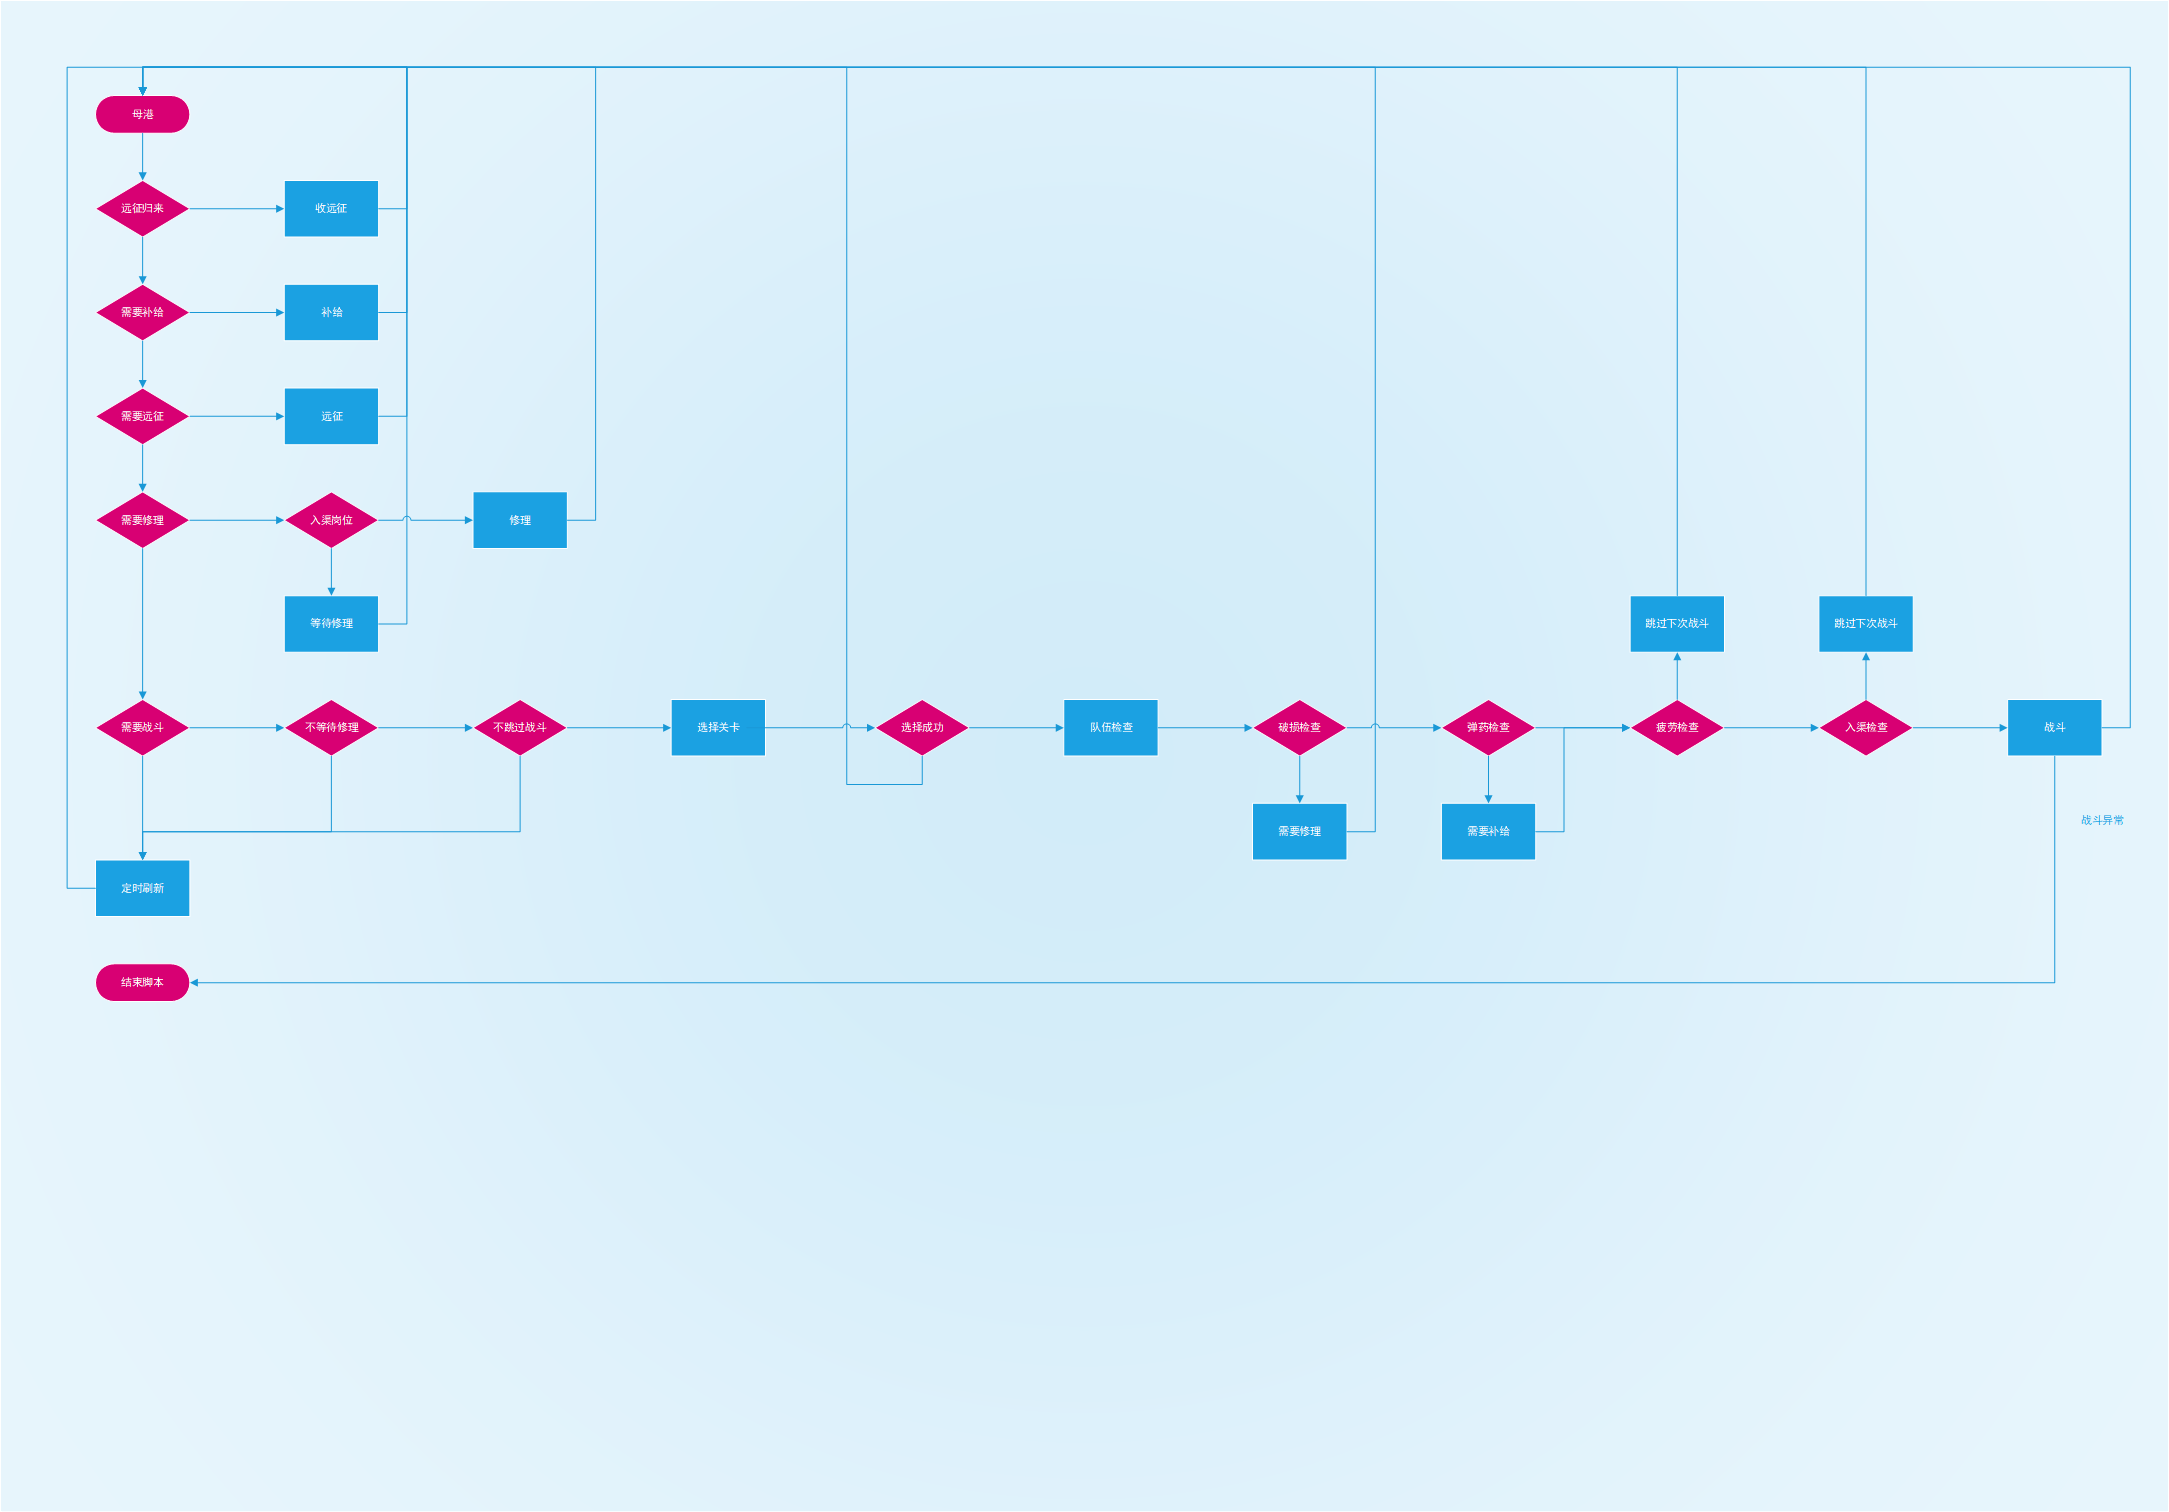 母港
远征归来
收远征
需要补给
补给
需要远征
远征
需要修理
入渠岗位
修理
等待修理
跳过下次战斗
跳过下次战斗
需要战斗
不等待修理
不跳过战斗
选择关卡
选择成功
队伍检查
破损检查
弹药检查
疲劳检查
入渠检查
战斗
需要修理
需要补给
战斗异常
定时刷新
结束脚本